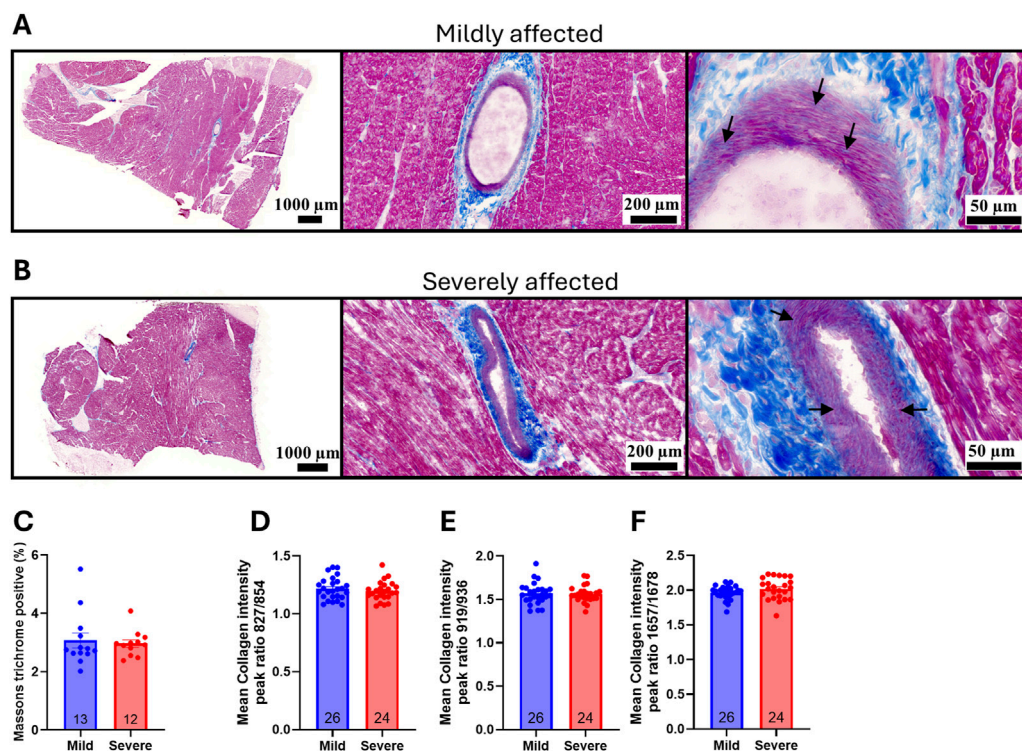 A
Mildly affected
1000 µm
200 µm
50 µm
B
Severely affected
1000 µm
200 µm
50 µm
C
Massons trichrome positive (%)
6
4
2
0
13
12
Mild
Severe
D
Mean Collagen intensity
peak ratio 827/854
1.5
1.0
0.5
0.0
26
24
Mild
Severe
E
Mean Collagen intensity
peak ratio 919/936
2.0
1.5
1.0
0.5
0.0
26
24
Mild
Severe
F
Mean Collagen intensity
peak ratio 1657/1678
2.5
2.0
1.5
1.0
0.5
0.0
26
24
Mild
Severe